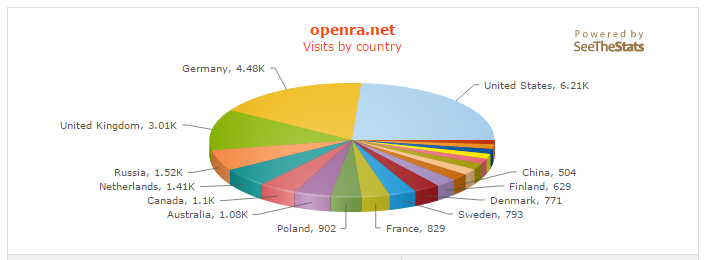 openra.net
Visits by country
Powered by
SeeTheStats
Germany, 4.48K
United States, 6.21K
United Kingdom, 3.01K
Russia, 1.52K
China, 504
Netherlands, 1.41K
Finland, 629
Canada, 1.1K
Denmark, 771
Australia, 1.08K
Sweden, 793
Poland, 902
France, 829